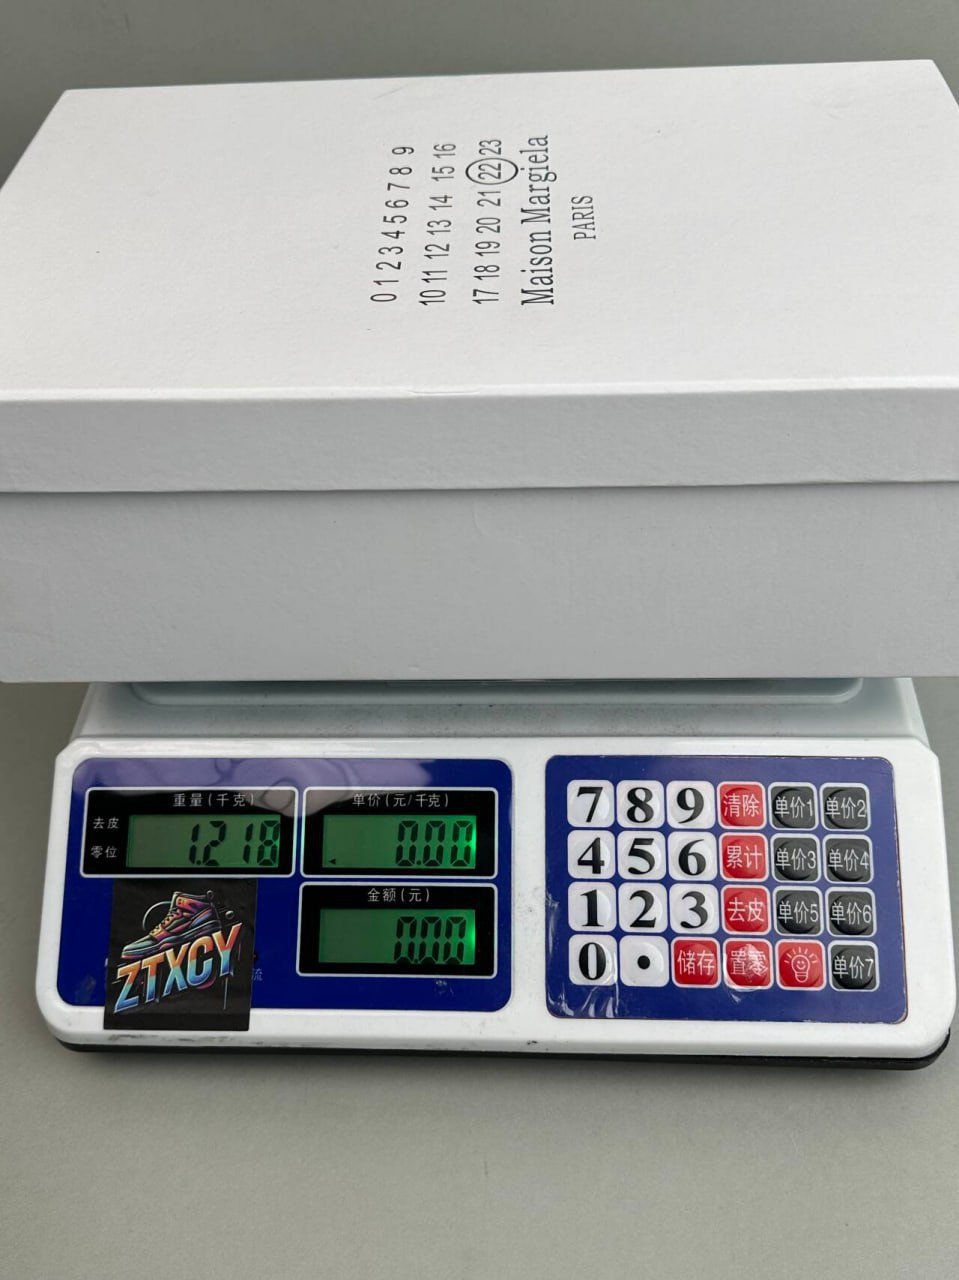 0 1 2 3 4 5 6 7 8 9
10 11 12 13 14 15 16
17 18 19 20 21 22 23
Maison Margiela
PARIS
重量(千克)
单价(元/千克)
去皮
零位
1.218
0.00
金额(元)
0.00
ZTXCY
流
7 8 9 清除 单价1 单价2
4 5 6 累计 单价3 单价4
1 2 3 去皮 单价5 单价6
0 . 储存 置零 单价7